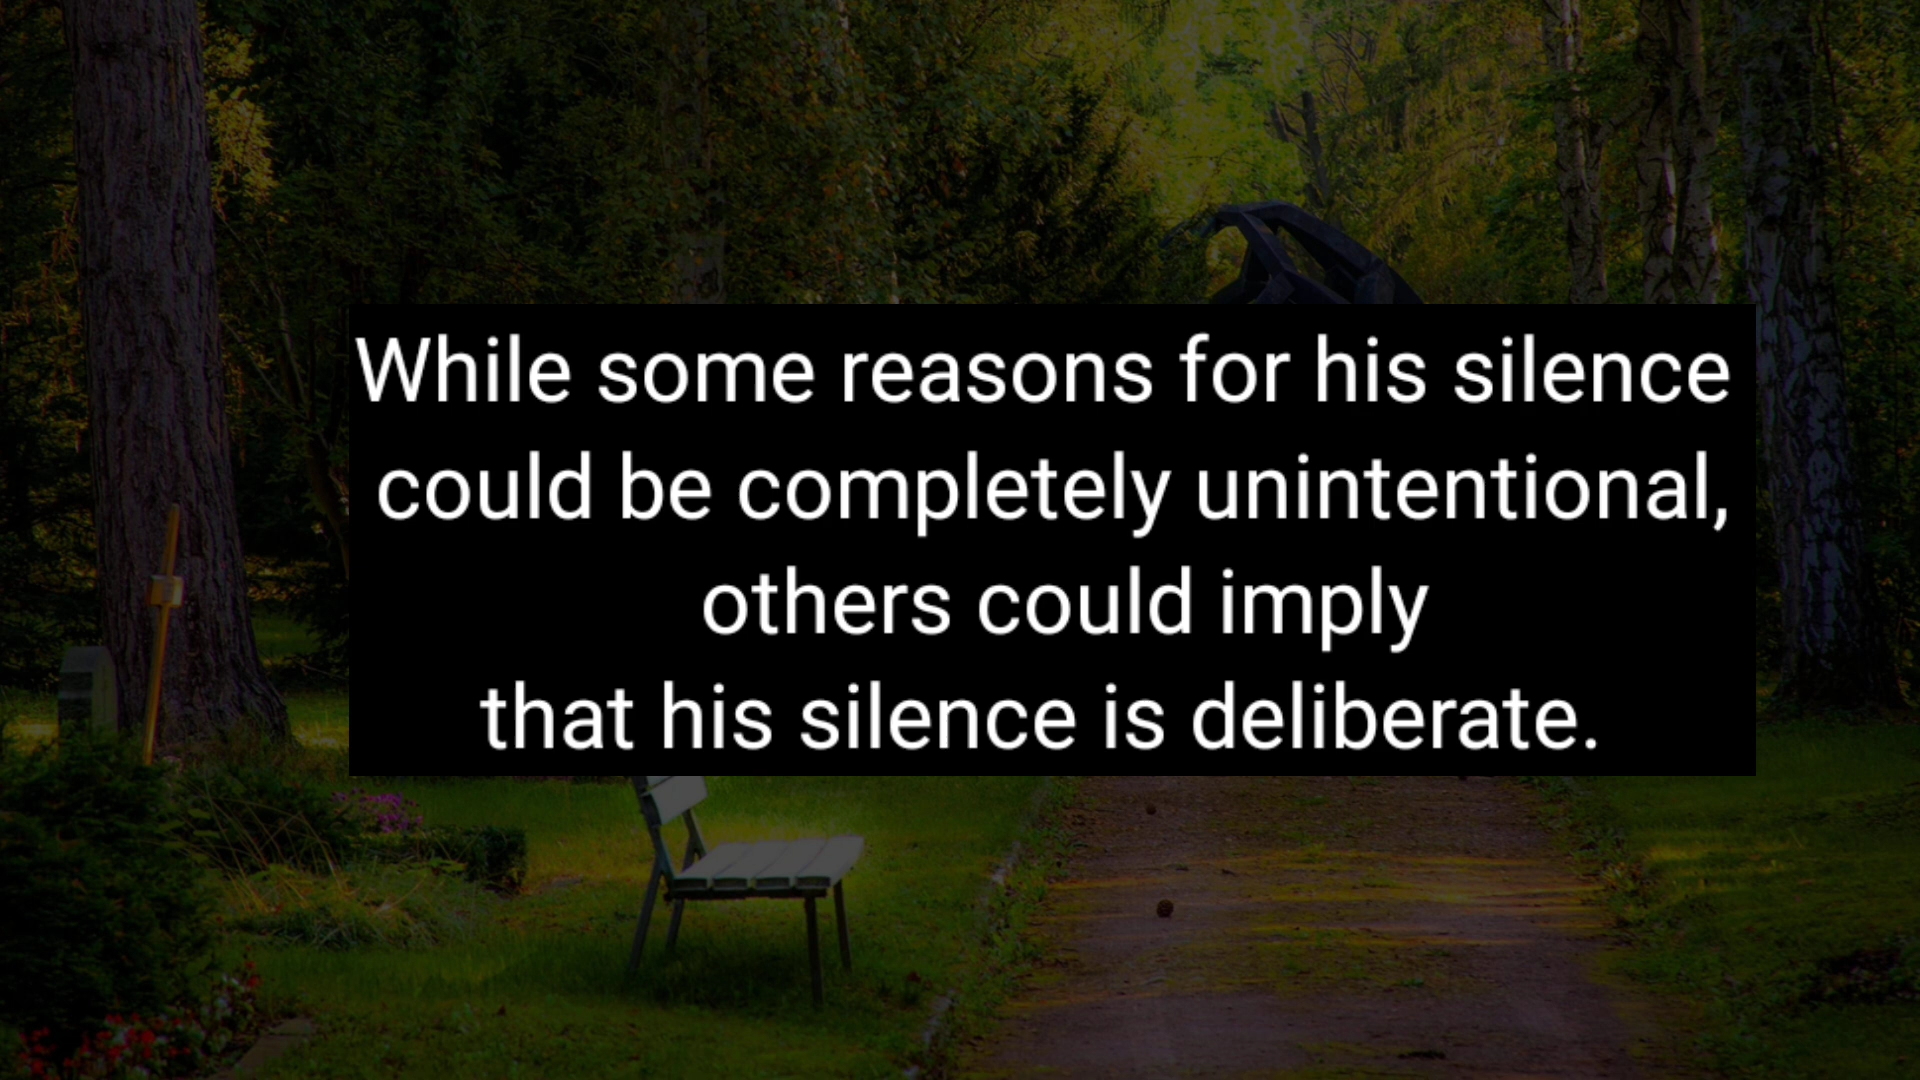 While some reasons for his silence
could be completely unintentional,
others could imply
that his silence is deliberate.